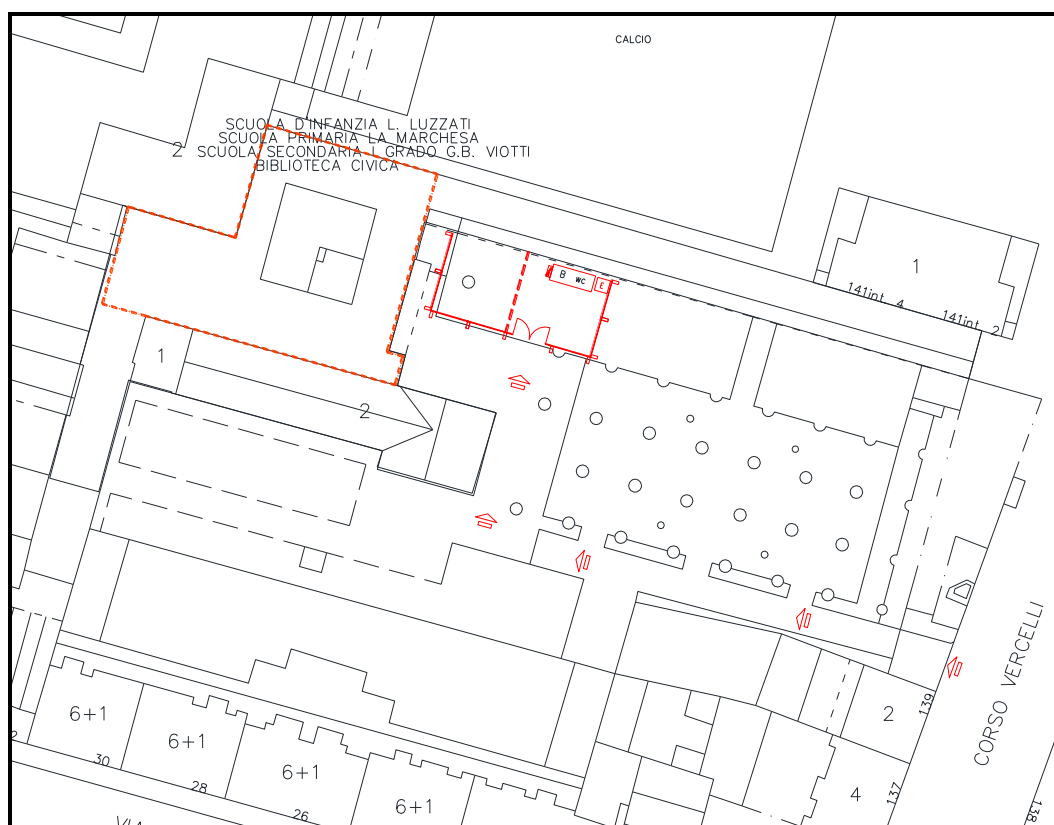 CALCIO
SCUOLA D'INFANZIA L. LUZZATI
SCUOLA PRIMARIA LA MARCHESA
2 SCUOLA SECONDARIA I GRADO G.B. VIOTTI
BIBLIOTECA CIVICA
1
141int 4
141int 2
B WC E
1
2
CORSO VERCELLI
139
2
137
4
138
6+1
6+1
6+1
6+1
30
28
26
VIA